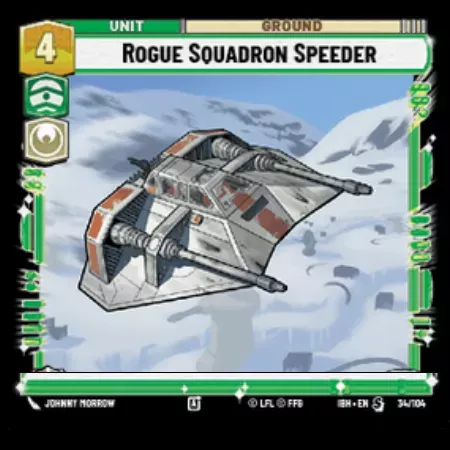 UNIT GROUND
4 ROGUE SQUADRON SPEEDER
JOHNNY MORROW A © LFL © FFG IBH • EN 34/104